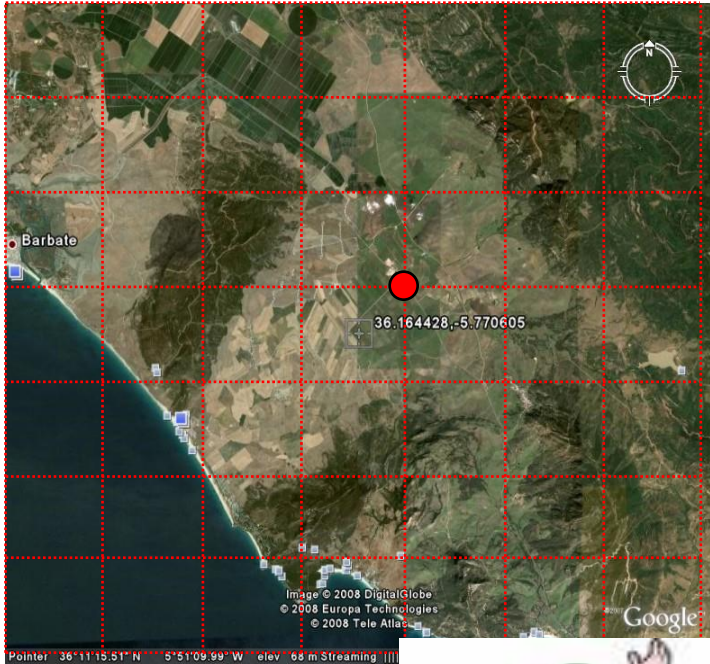 N
Barbate
36.164428,-5.770605
Image © 2008 DigitalGlobe
© 2008 Europa Technologies
© 2008 Tele Atlas
©2007 Google
Pointer 36°11'15.51" N 5°51'09.99" W elev 68 m Streaming ||||